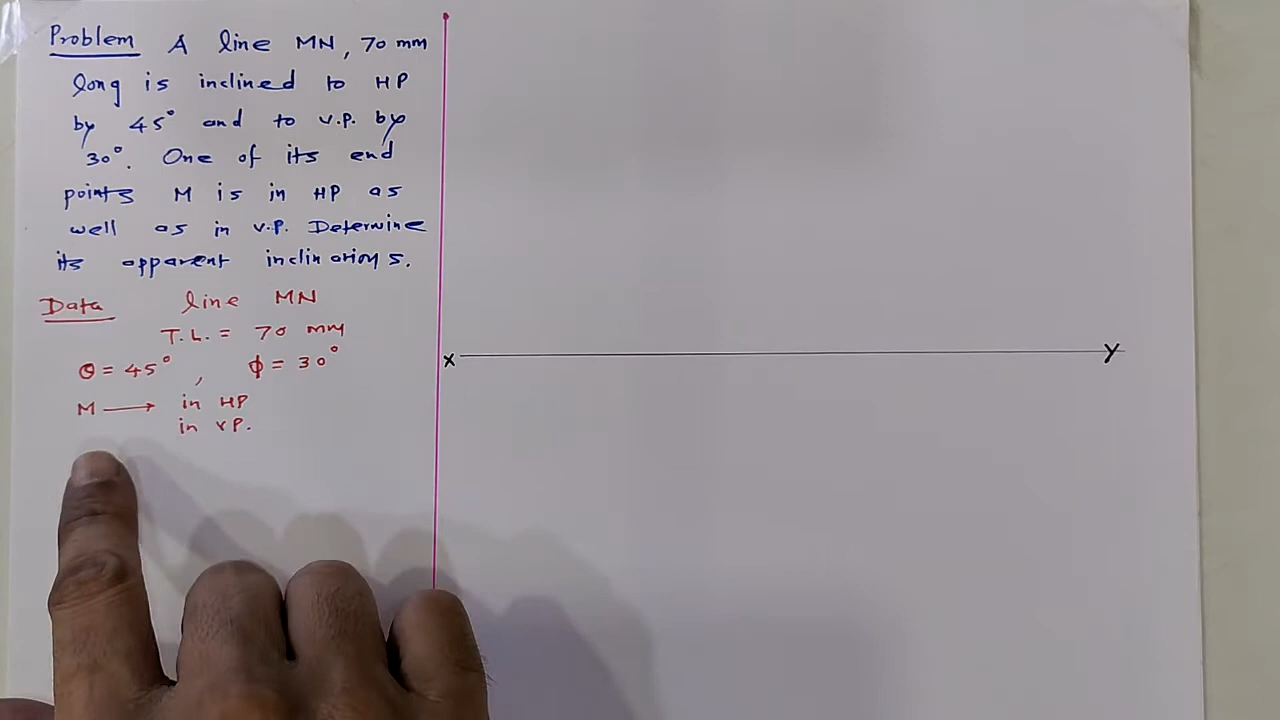 Problem A line MN, 70 mm
long is inclined to HP
by 45° and to V.P. by
30°. One of its end
points M is in HP as
well as in V.P. Determine
its apparent inclinations.
Data line MN
T.L. = 70 mm
θ = 45°, ϕ = 30°
M → in HP
in VP.
X Y